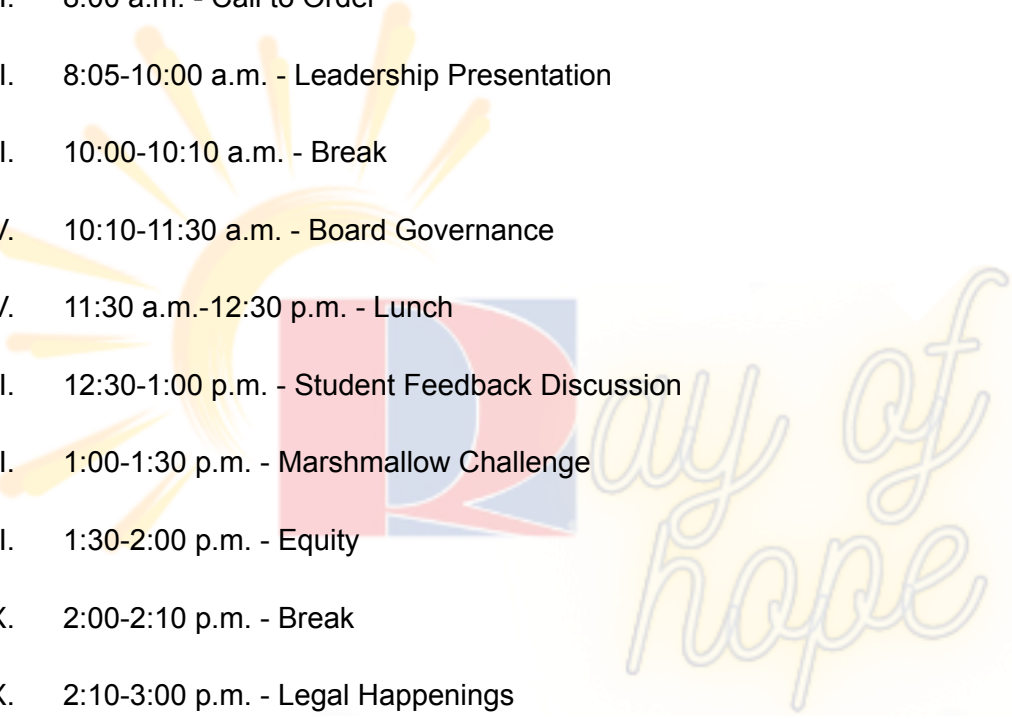 I. 8:00 a.m. - Call to Order
I. 8:05-10:00 a.m. - Leadership Presentation
I. 10:00-10:10 a.m. - Break
V. 10:10-11:30 a.m. - Board Governance
V. 11:30 a.m.-12:30 p.m. - Lunch
I. 12:30-1:00 p.m. - Student Feedback Discussion
I. 1:00-1:30 p.m. - Marshmallow Challenge
I. 1:30-2:00 p.m. - Equity
X. 2:00-2:10 p.m. - Break
X. 2:10-3:00 p.m. - Legal Happenings
Ray of
hope